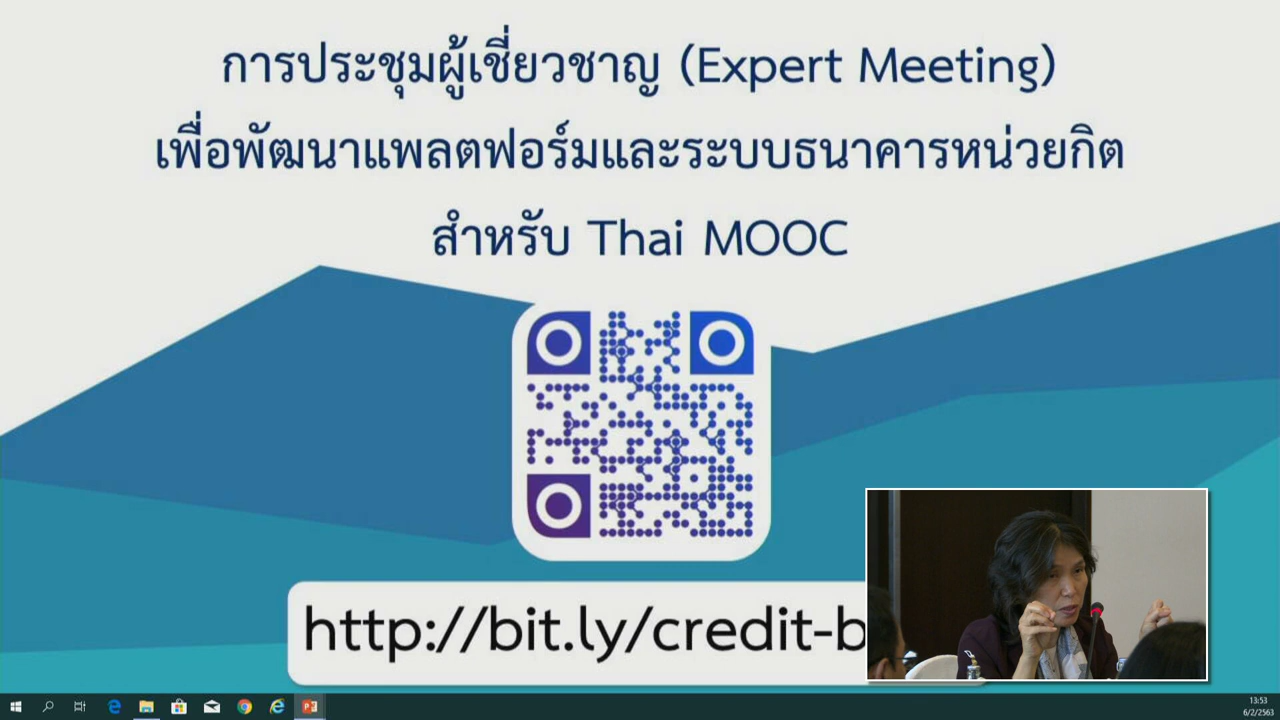 การประชุมผู้เชี่ยวชาญ (Expert Meeting)
เพื่อพัฒนาแพลตฟอร์มและระบบธนาคารหน่วยกิต
สำหรับ Thai MOOC
http://bit.ly/credit-b
13:53
6/2/2563